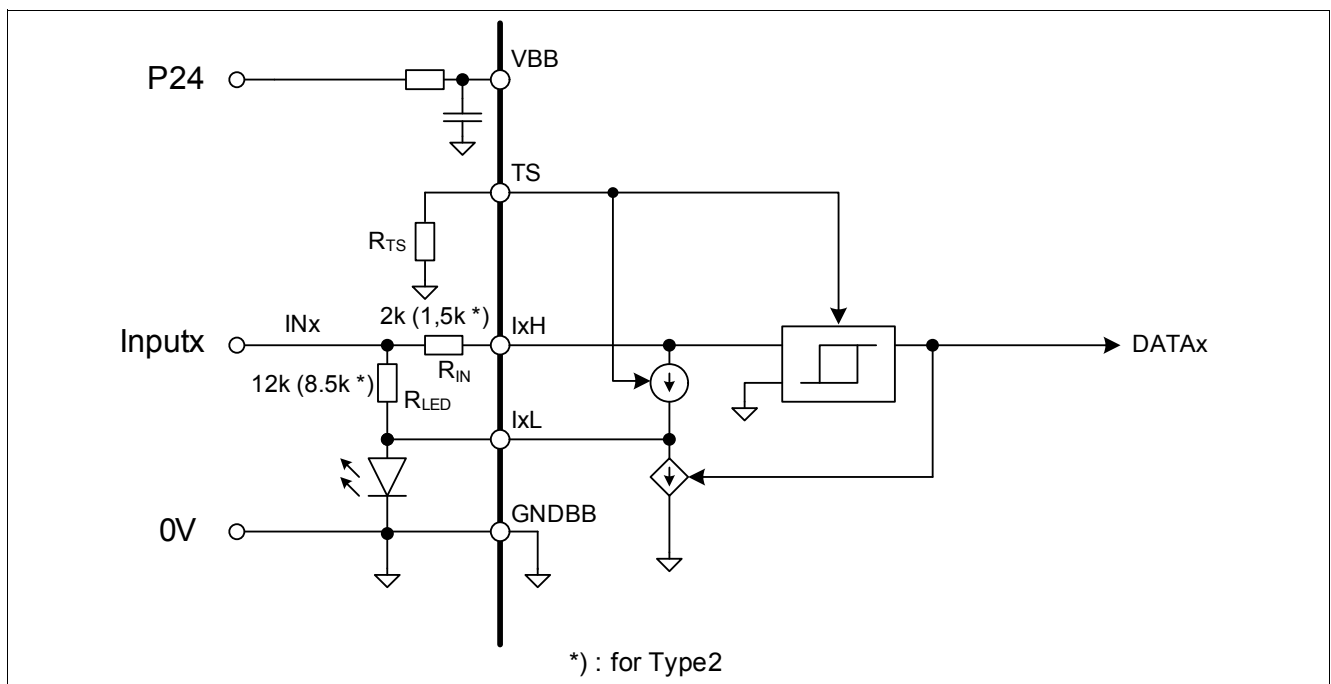 P24
VBB
TS
RTS
2k (1,5k *)
INx
IxH
Inputx
DATAx
RIN
12k (8.5k *)
RLED
IxL
GNDBB
0V
*) : for Type2